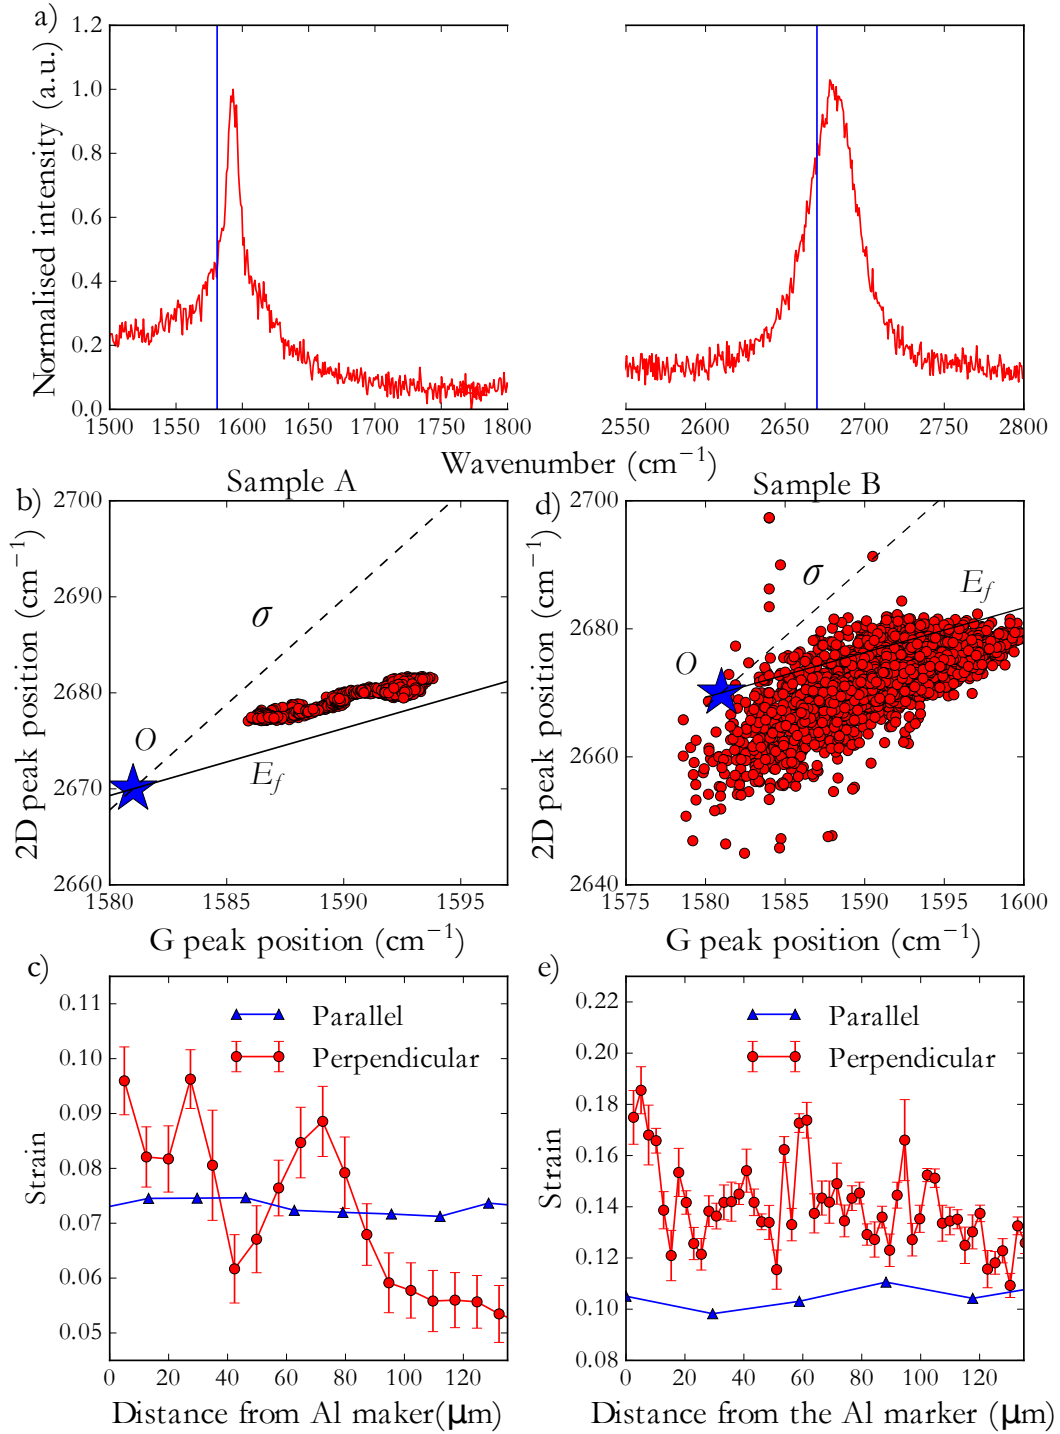 a)
Normalised intensity (a.u.)
1.2
1.0
0.8
0.6
0.4
0.2
0.0
1500 1550 1600 1650 1700 1750 1800
2550 2600 2650 2700 2750 2800
Wavenumber (cm⁻¹)
Sample A
b)
2D peak position (cm⁻¹)
2700
2690
2680
2670
2660
σ
O
E_f
1580 1585 1590 1595
G peak position (cm⁻¹)
Sample B
d)
2D peak position (cm⁻¹)
2700
2680
2660
2640
σ
E_f
O
1575 1580 1585 1590 1595 1600
G peak position (cm⁻¹)
c)
Strain
0.11
0.10
0.09
0.08
0.07
0.06
0.05
Parallel
Perpendicular
0 20 40 60 80 100 120
Distance from Al maker(μm)
e)
Strain
0.22
0.20
0.18
0.16
0.14
0.12
0.10
0.08
Parallel
Perpendicular
0 20 40 60 80 100 120
Distance from the Al marker (μm)